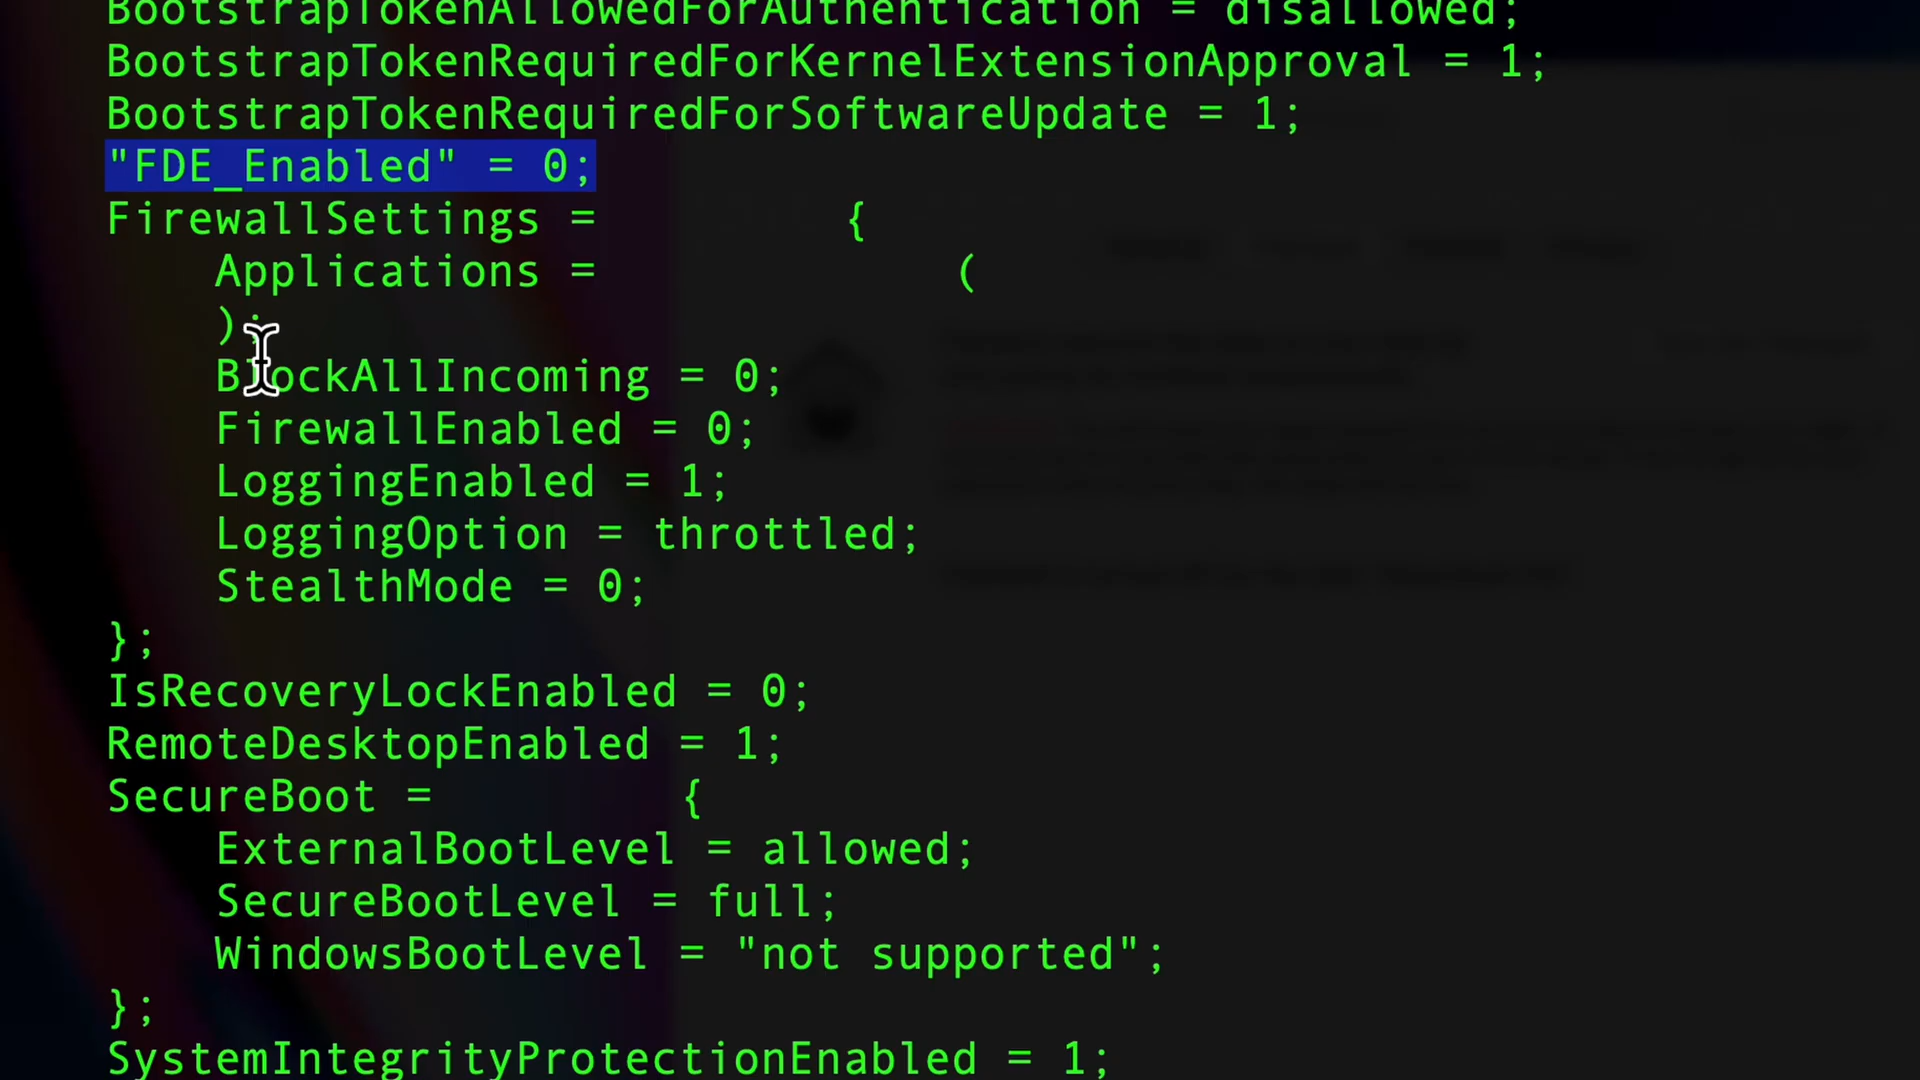 BootstrapTokenAllowedForAuthentication = disallowed;
BootstrapTokenRequiredForKernelExtensionApproval = 1;
BootstrapTokenRequiredForSoftwareUpdate = 1;
"FDE_Enabled" = 0;
FirewallSettings =         {
    Applications =             (
    );
    BlockAllIncoming = 0;
    FirewallEnabled = 0;
    LoggingEnabled = 1;
    LoggingOption = throttled;
    StealthMode = 0;
};
IsRecoveryLockEnabled = 0;
RemoteDesktopEnabled = 1;
SecureBoot =         {
    ExternalBootLevel = allowed;
    SecureBootLevel = full;
    WindowsBootLevel = "not supported";
};
SystemIntegrityProtectionEnabled = 1;